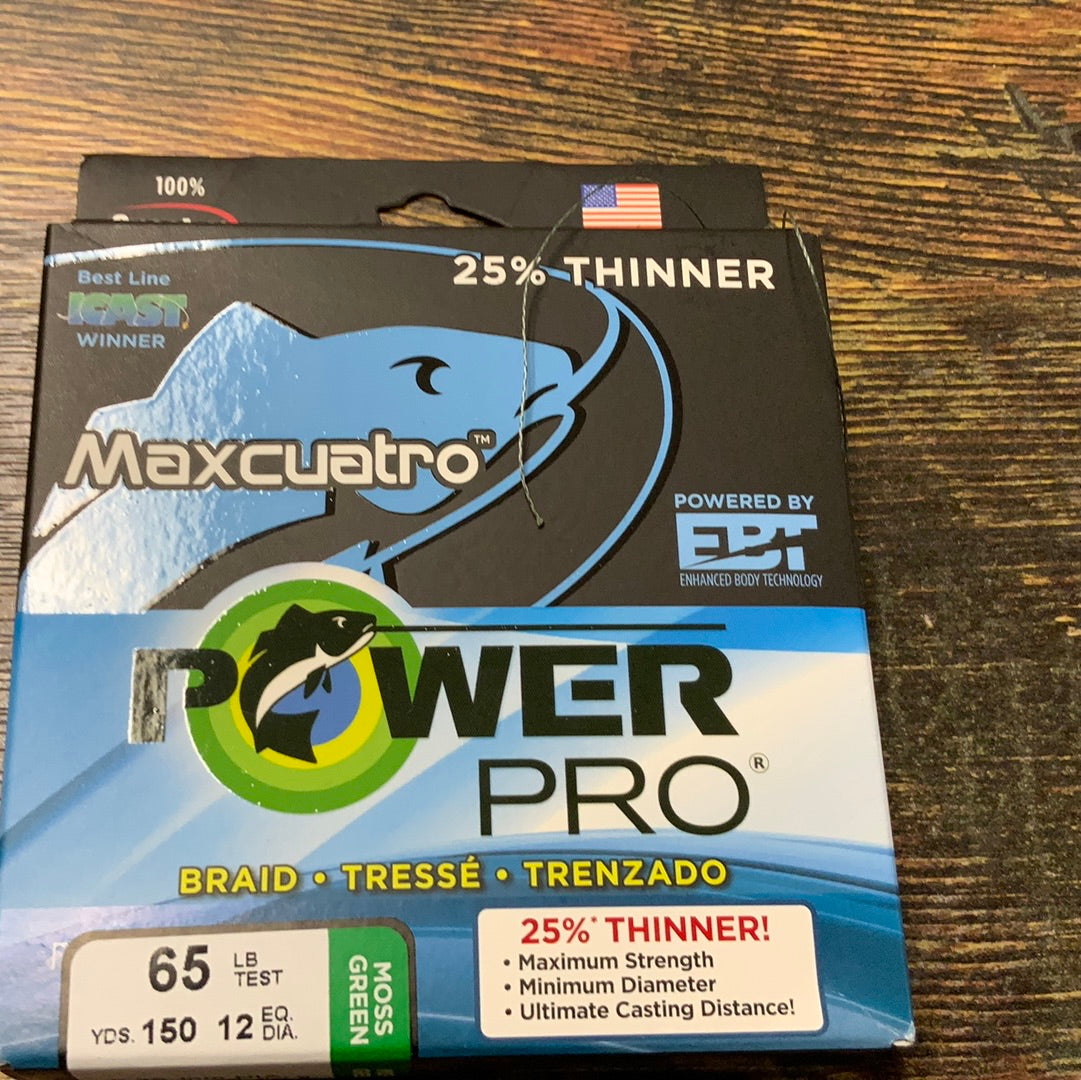 100%
25% THINNER
Best Line
ICAST
WINNER
Maxcuatro™
POWERED BY
EBT
ENHANCED BODY TECHNOLOGY
POWER
PRO®
BRAID • TRESSÉ • TRENZADO
65 LB TEST
YDS. 150 12 EQ. DIA.
MOSS GREEN
25%* THINNER!
• Maximum Strength
• Minimum Diameter
• Ultimate Casting Distance!